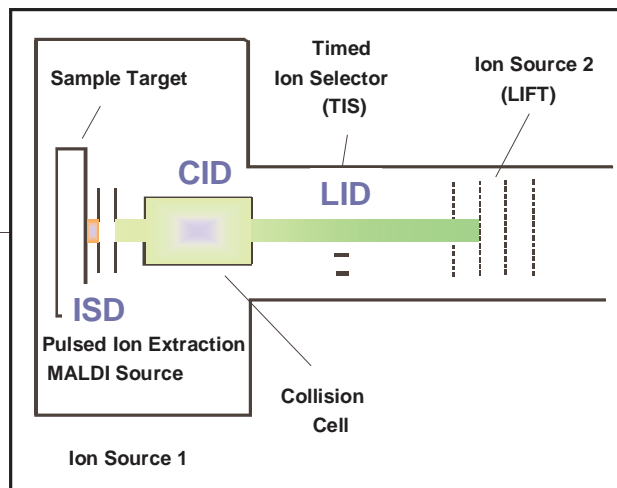 Sample Target
Timed
Ion Selector
(TIS)
Ion Source 2
(LIFT)
CID
LID
ISD
Pulsed Ion Extraction
MALDI Source
Collision
Cell
Ion Source 1